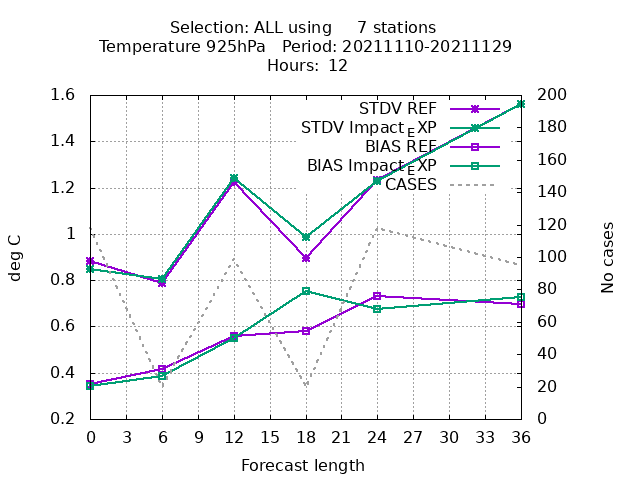 Selection: ALL using     7 stations
Temperature 925hPa   Period: 20211110-20211129
Hours:  12
STDV REF
STDV Impact_EXP
BIAS REF
BIAS Impact_EXP
CASES
1.6
1.4
1.2
1
0.8
0.6
0.4
0.2
deg C
200
180
160
140
120
100
80
60
40
20
0
No cases
0 3 6 9 12 15 18 21 24 27 30 33 36
Forecast length